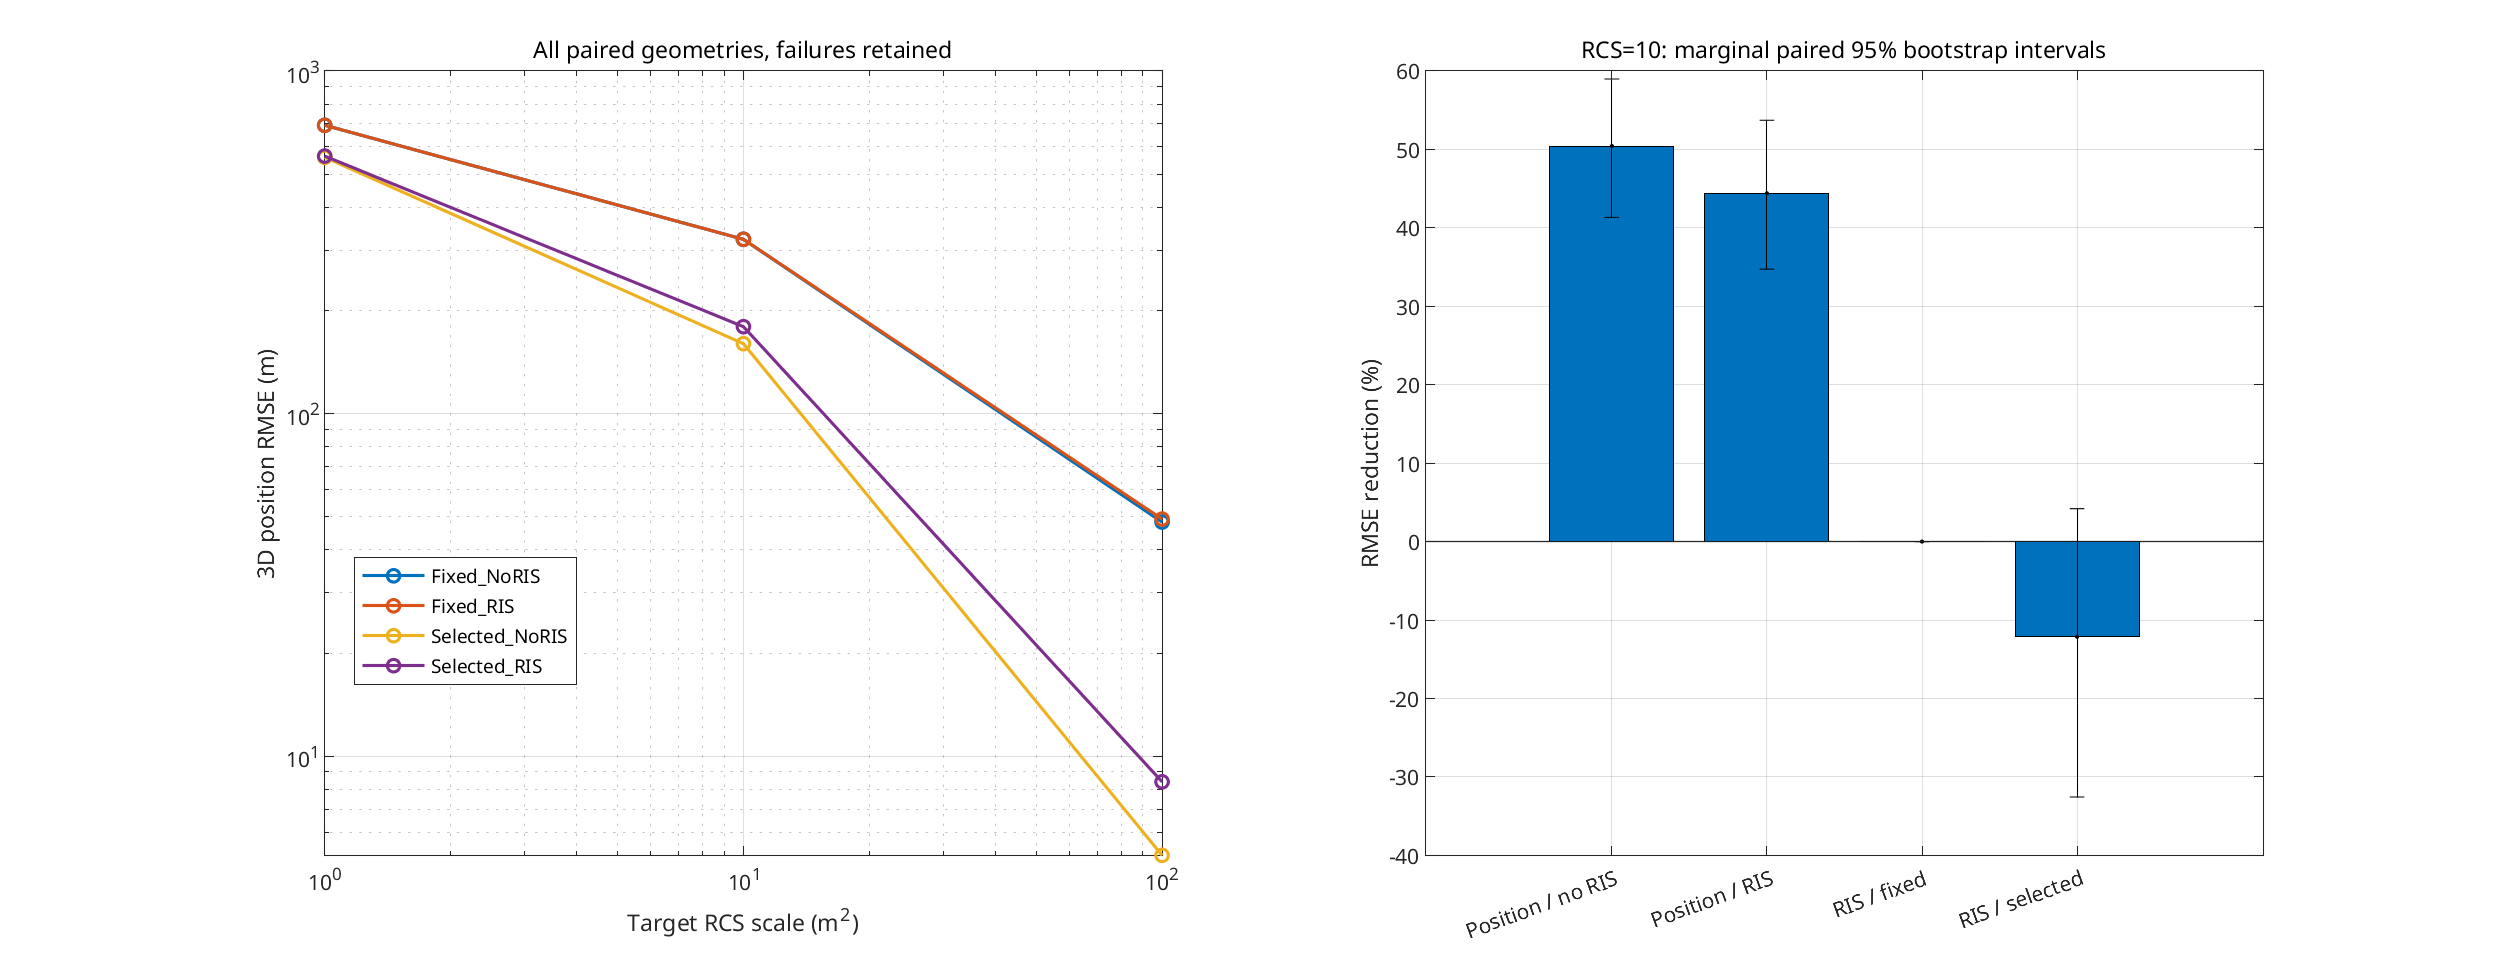 All paired geometries, failures retained
10^3
10^2
10^1
3D position RMSE (m)
Fixed_NoRIS
Fixed_RIS
Selected_NoRIS
Selected_RIS
10^0
10^1
10^2
Target RCS scale (m^2)
RCS=10: marginal paired 95% bootstrap intervals
60
50
40
30
20
10
0
-10
-20
-30
-40
RMSE reduction (%)
Position / no RIS
Position / RIS
RIS / fixed
RIS / selected